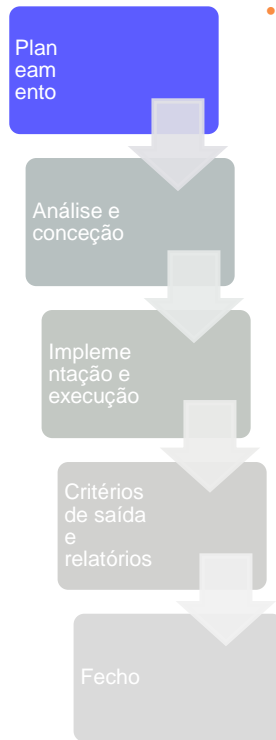 Plan
eam
ento
Análise e
conceção
Impleme
ntação e
execução
Critérios
de saída
e
relatórios
Fecho